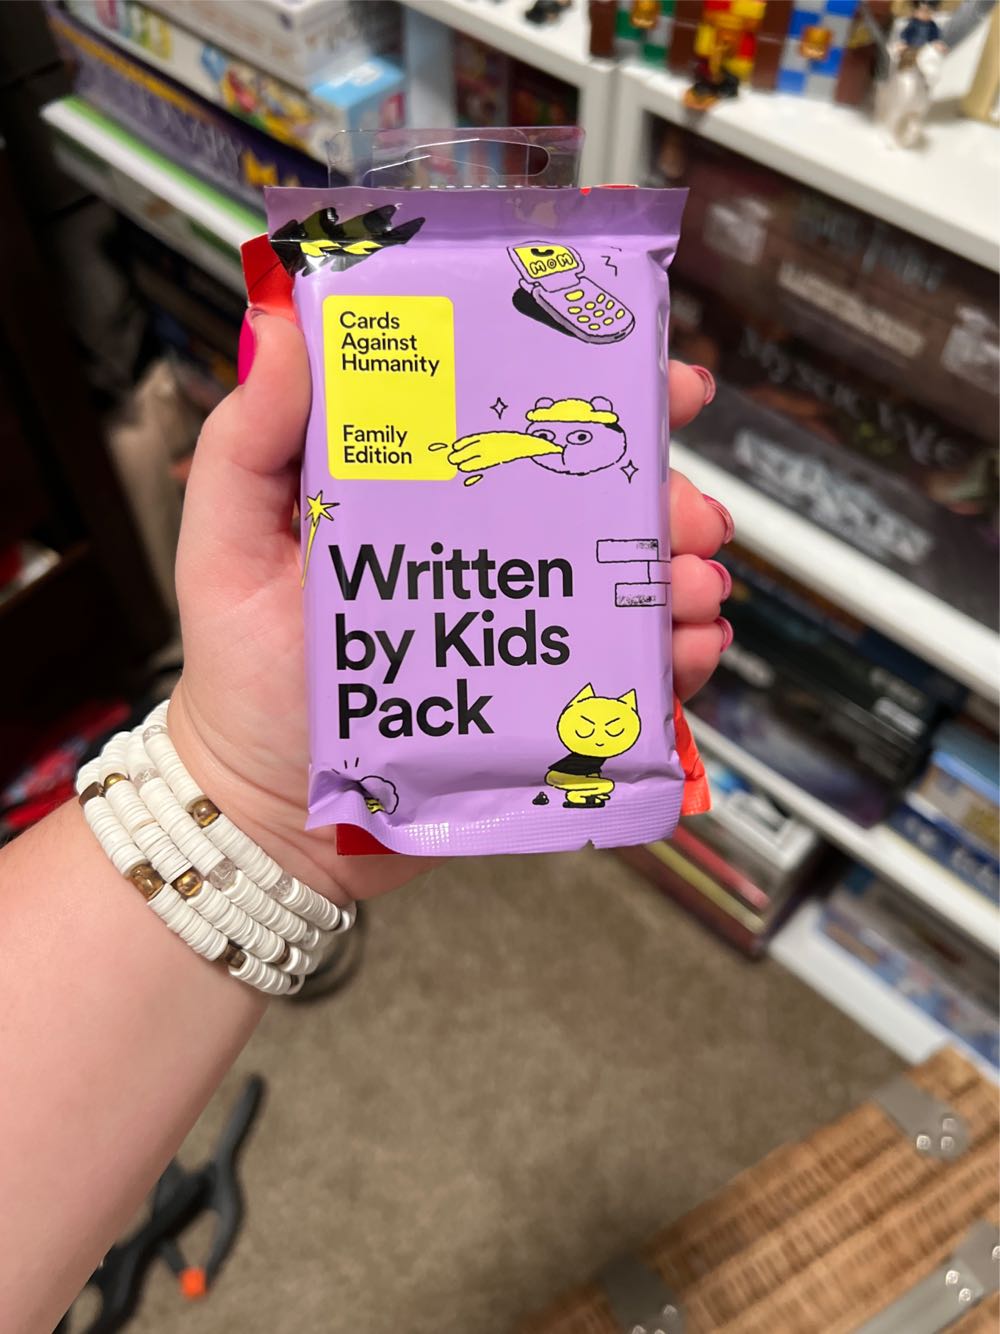 MOM
Cards
Against
Humanity
Family
Edition
Written
by Kids
Pack